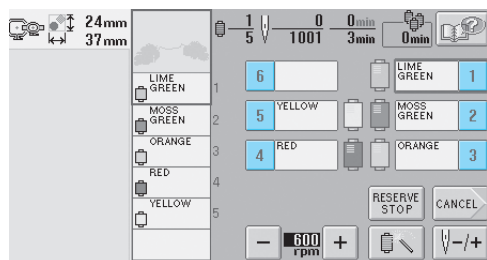 24mm
37mm
1
5
0
1001
0min
3min
0min
LIME
GREEN
1
MOSS
GREEN
2
ORANGE
3
RED
4
YELLOW
5
6
LIME
GREEN
1
5
YELLOW
MOSS
GREEN
2
4
RED
ORANGE
3
RESERVE
STOP
CANCEL
−
600
rpm
+
−/+